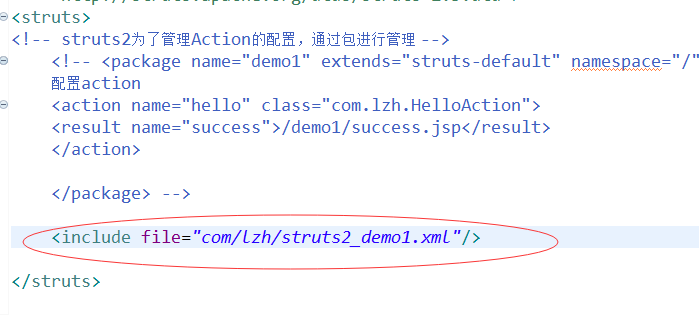 <struts>
<!-- struts2为了管理Action的配置，通过包进行管理 -->
<!-- <package name="demo1" extends="struts-default" namespace="/"
配置action
<action name="hello" class="com.lzh.HelloAction">
<result name="success">/demo1/success.jsp</result>
</action>
</package> -->
<include file="com/lzh/struts2_demo1.xml"/>
</struts>